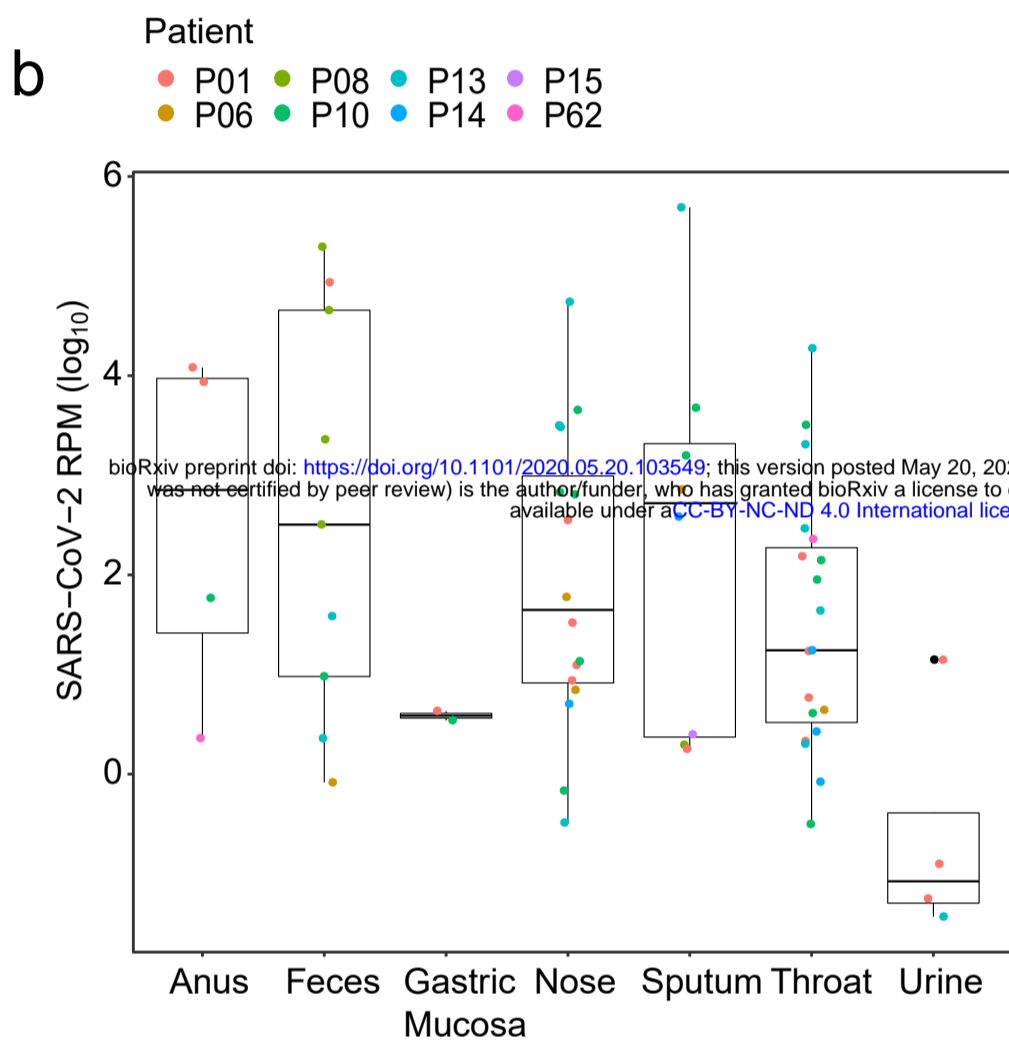 b
Patient
P01 P08 P13 P15
P06 P10 P14 P62
SARS−CoV−2 RPM (log10)
6
4
2
0
bioRxiv preprint doi: https://doi.org/10.1101/2020.05.20.103549; this version posted May 20, 202
was not certified by peer review) is the author/funder, who has granted bioRxiv a license to
available under aCC-BY-NC-ND 4.0 International lice
Anus Feces Gastric Nose Sputum Throat Urine
Mucosa